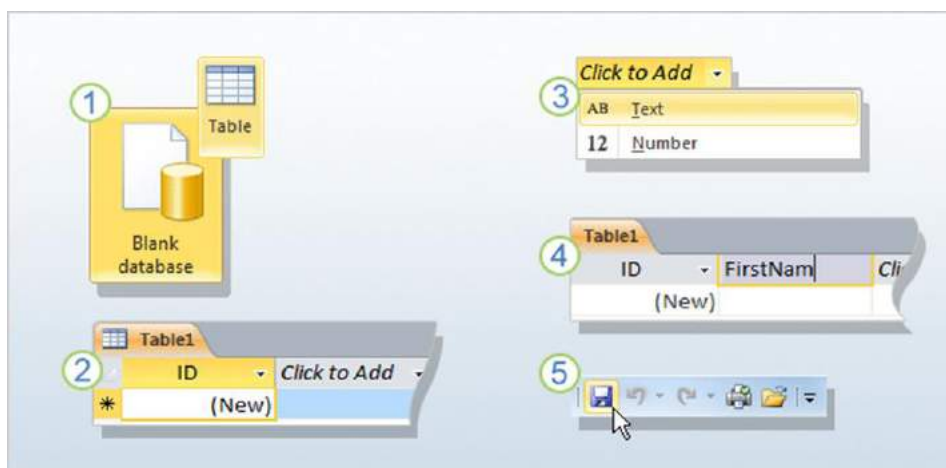 1
Table
Blank
database
2
Table1
ID
Click to Add
(New)
3
Click to Add
AB Text
12 Number
4
Table1
ID
FirstNam
Cli
(New)
5